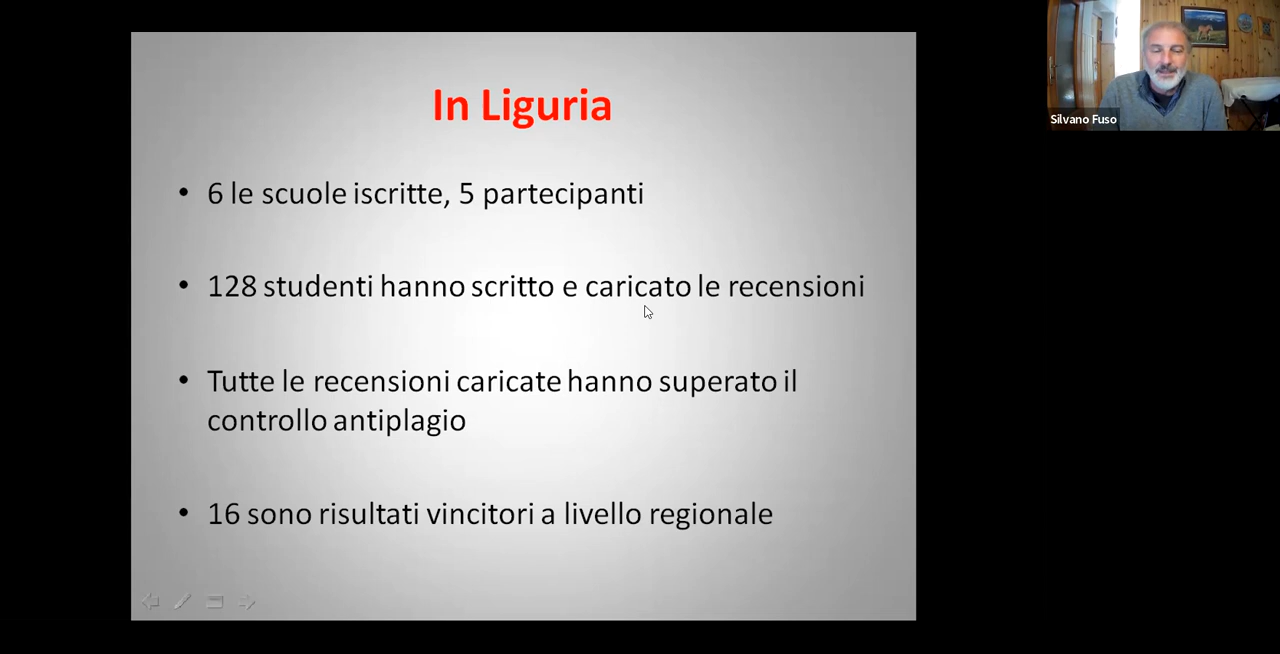 In Liguria
• 6 le scuole iscritte, 5 partecipanti
• 128 studenti hanno scritto e caricato le recensioni
• Tutte le recensioni caricate hanno superato il
controllo antiplagio
• 16 sono risultati vincitori a livello regionale
Silvano Fuso